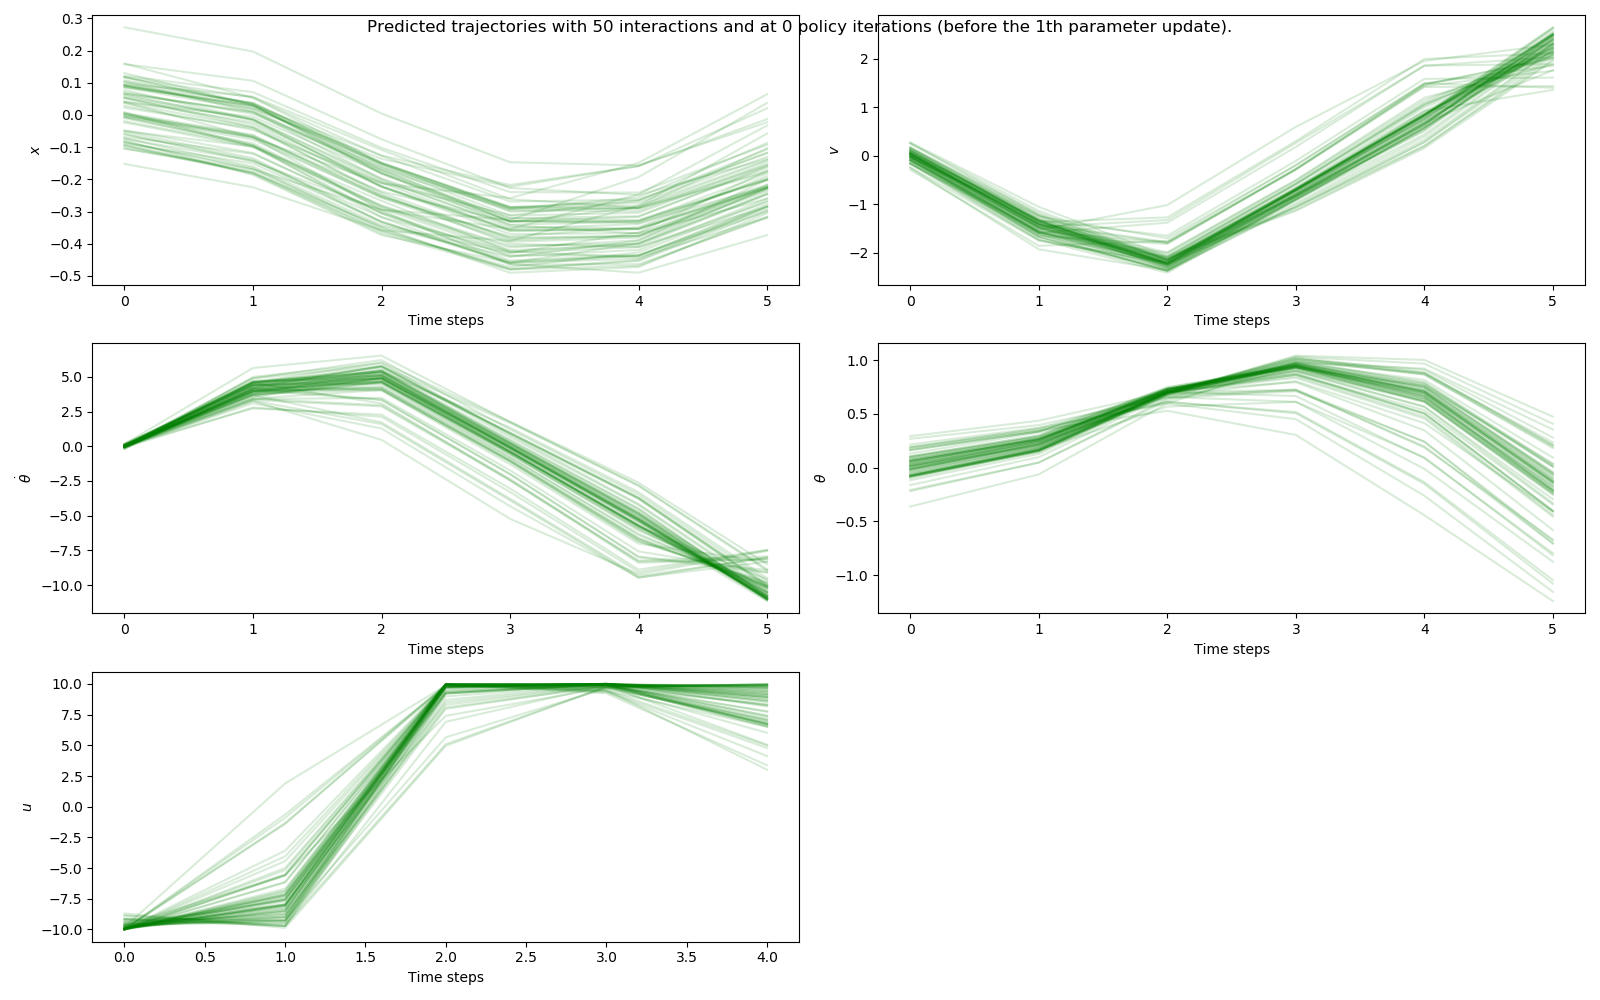 Predicted trajectories with 50 interactions and at 0 policy iterations (before the 1th parameter update).
0.3
0.2
0.1
0.0
−0.1
−0.2
−0.3
−0.4
−0.5
x
0 1 2 3 4 5
Time steps
2
1
0
−1
−2
v
0 1 2 3 4 5
Time steps
5.0
2.5
0.0
−2.5
−5.0
−7.5
−10.0
θ̇
0 1 2 3 4 5
Time steps
1.0
0.5
0.0
−0.5
−1.0
θ
0 1 2 3 4 5
Time steps
10.0
7.5
5.0
2.5
0.0
−2.5
−5.0
−7.5
−10.0
u
0.0 0.5 1.0 1.5 2.0 2.5 3.0 3.5 4.0
Time steps